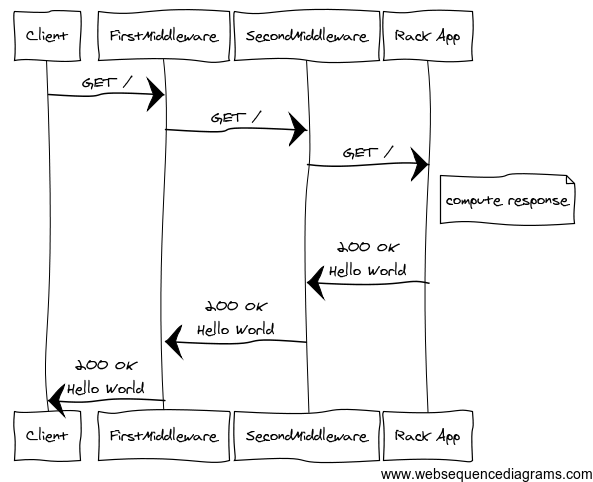 Client FirstMiddleware SecondMiddleware Rack App
GET /
GET /
GET /
compute response
200 OK
Hello World
200 OK
Hello World
200 OK
Hello World
Client FirstMiddleware SecondMiddleware Rack App
www.websequencediagrams.com